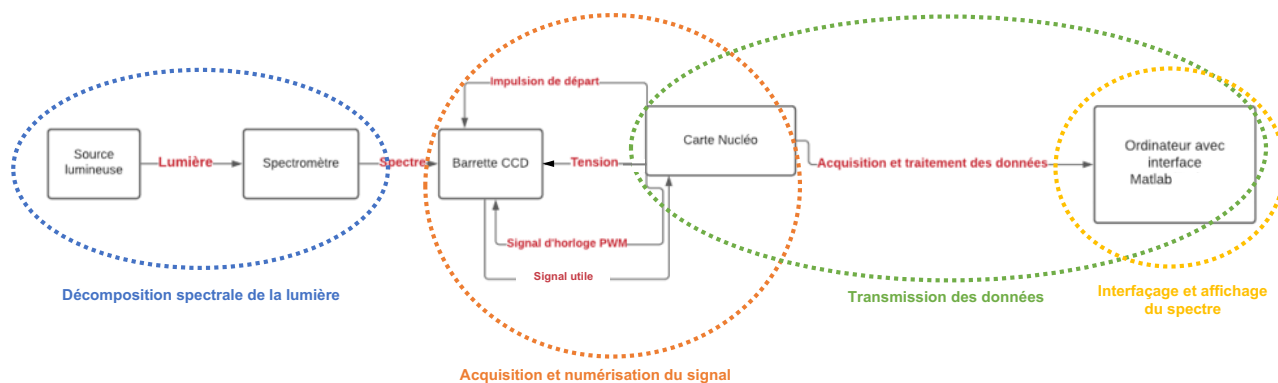 Impulsion de départ
Source
lumineuse
Lumière
Spectromètre
Spectre
Barrette CCD
Tension
Carte Nucléo
Acquisition et traitement des données
Ordinateur avec
interface
Matlab
Signal d'horloge PWM
Signal utile
Décomposition spectrale de la lumière
Transmission des données
Interfaçage et affichage
du spectre
Acquisition et numérisation du signal